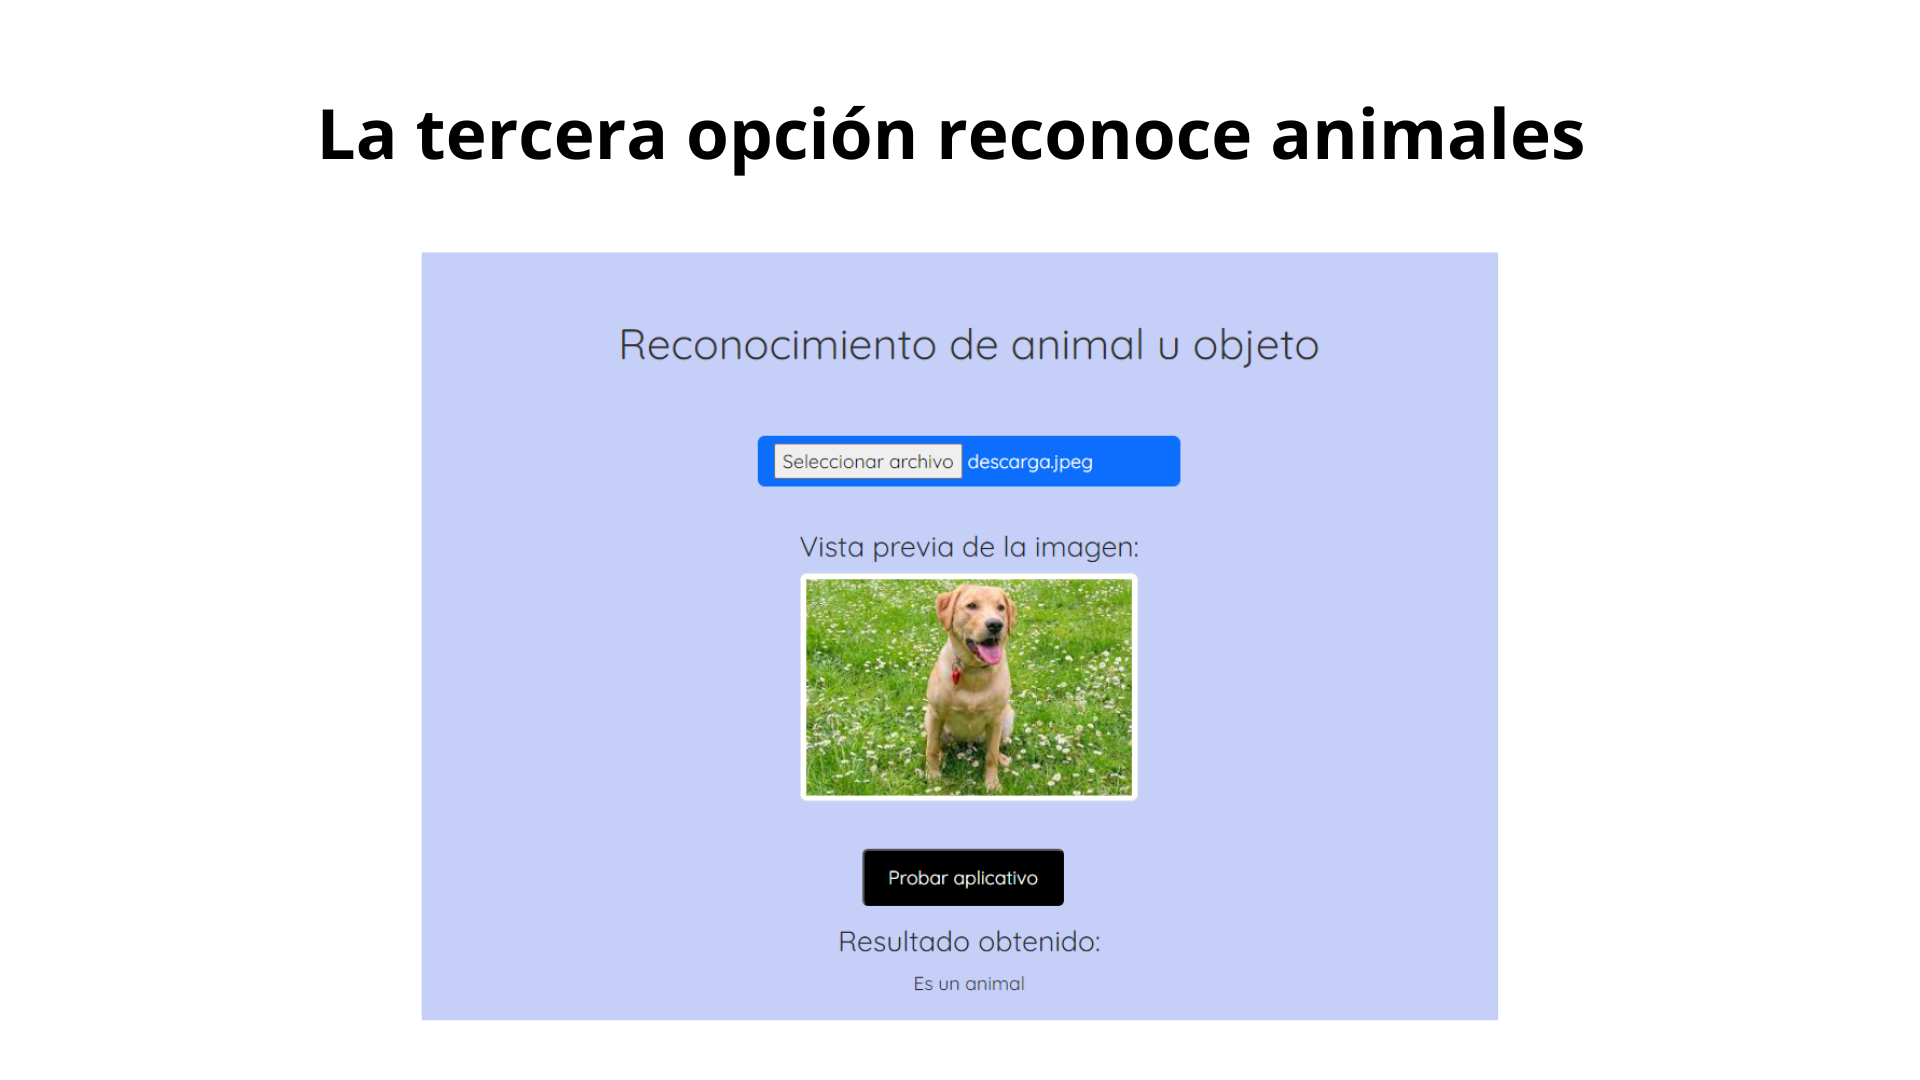 La tercera opción reconoce animales
Reconocimiento de animal u objeto
Seleccionar archivo descarga.jpeg
Vista previa de la imagen:
Probar aplicativo
Resultado obtenido:
Es un animal